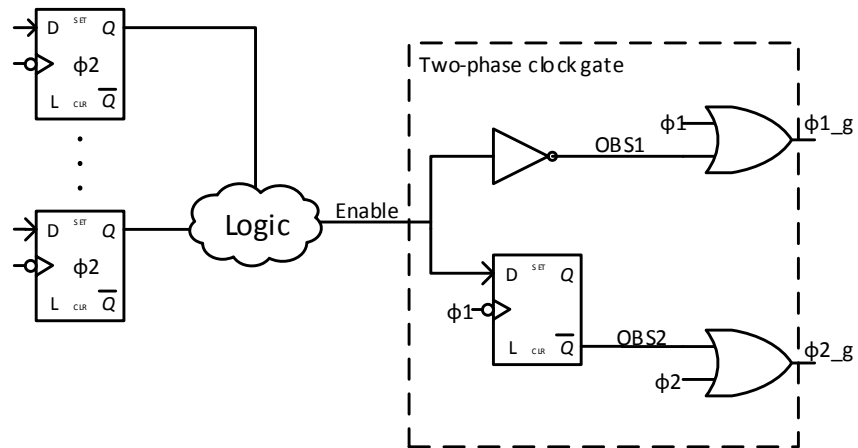 D SET Q
ϕ2
L CLR Q
D SET Q
ϕ2
L CLR Q
Logic
Enable
Two-phase clock gate
OBS1
ϕ1
ϕ1_g
D SET Q
ϕ1
L CLR Q
OBS2
ϕ2
ϕ2_g